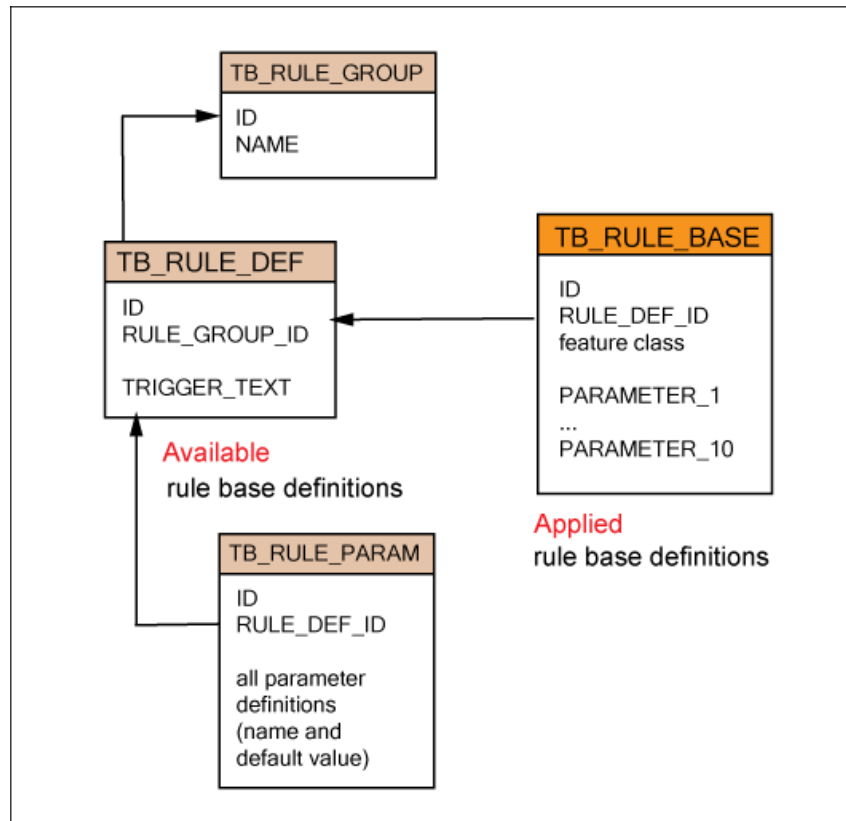 TB_RULE_GROUP
ID
NAME
TB_RULE_DEF
ID
RULE_GROUP_ID
TRIGGER_TEXT
Available
rule base definitions
TB_RULE_BASE
ID
RULE_DEF_ID
feature class
PARAMETER_1
...
PARAMETER_10
Applied
rule base definitions
TB_RULE_PARAM
ID
RULE_DEF_ID
all parameter
definitions
(name and
default value)